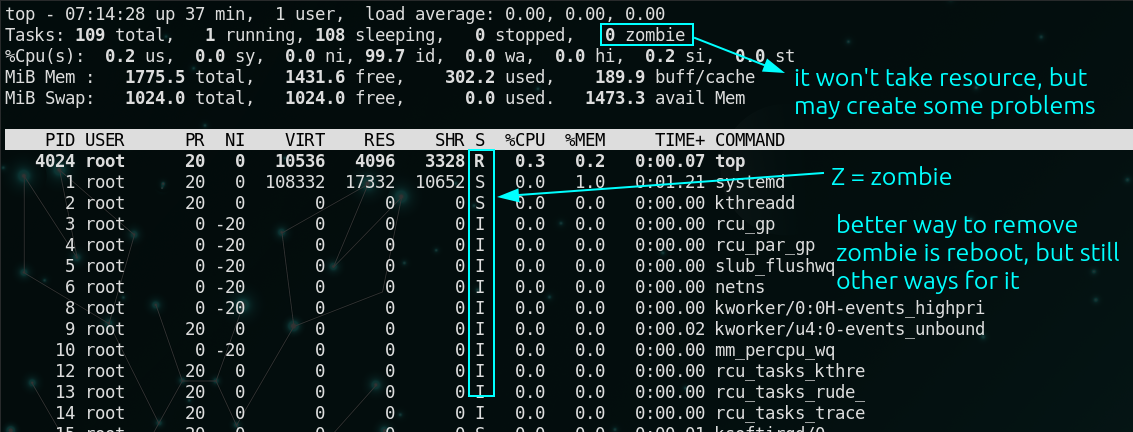 top - 07:14:28 up 37 min,  1 user,  load average: 0.00, 0.00, 0.00
Tasks: 109 total,   1 running, 108 sleeping,   0 stopped,   0 zombie
%Cpu(s):  0.2 us,  0.0 sy,  0.0 ni, 99.7 id,  0.0 wa,  0.0 hi,  0.2 si,  0.0 st
MiB Mem :   1775.5 total,   1431.6 free,    302.2 used,    189.9 buff/cache
MiB Swap:   1024.0 total,   1024.0 free,      0.0 used.   1473.3 avail Mem
it won't take resource, but
may create some problems
PID USER      PR  NI    VIRT    RES    SHR S  %CPU  %MEM     TIME+ COMMAND
4024 root      20   0   10536   4096   3328 R   0.3   0.2   0:00.07 top
1 root      20   0  108332  17332  10652 S   0.0   1.0   0:01.21 systemd
2 root      20   0       0      0      0 S   0.0   0.0   0:00.00 kthreadd
3 root       0 -20       0      0      0 I   0.0   0.0   0:00.00 rcu_gp
4 root       0 -20       0      0      0 I   0.0   0.0   0:00.00 rcu_par_gp
5 root       0 -20       0      0      0 I   0.0   0.0   0:00.00 slub_flushwq
6 root       0 -20       0      0      0 I   0.0   0.0   0:00.00 netns
8 root       0 -20       0      0      0 I   0.0   0.0   0:00.00 kworker/0:0H-events_highpri
9 root      20   0       0      0      0 I   0.0   0.0   0:00.02 kworker/u4:0-events_unbound
10 root       0 -20       0      0      0 I   0.0   0.0   0:00.00 mm_percpu_wq
12 root      20   0       0      0      0 I   0.0   0.0   0:00.00 rcu_tasks_kthre
13 root      20   0       0      0      0 I   0.0   0.0   0:00.00 rcu_tasks_rude_
14 root      20   0       0      0      0 I   0.0   0.0   0:00.00 rcu_tasks_trace
15 root      20   0       0      0      0 S   0.0   0.0   0:00.01 ksoftirqd/0
Z = zombie
better way to remove
zombie is reboot, but still
other ways for it